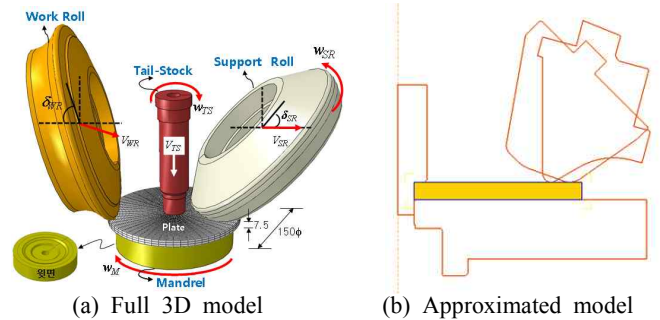 Work Roll
Support Roll
Tail-Stock
w_SR
w_TS
δ_WR
δ_SR
V_WR
V_TS
V_SR
Plate
7.5
150ϕ
윗면
w_M
Mandrel
(a) Full 3D model
(b) Approximated model